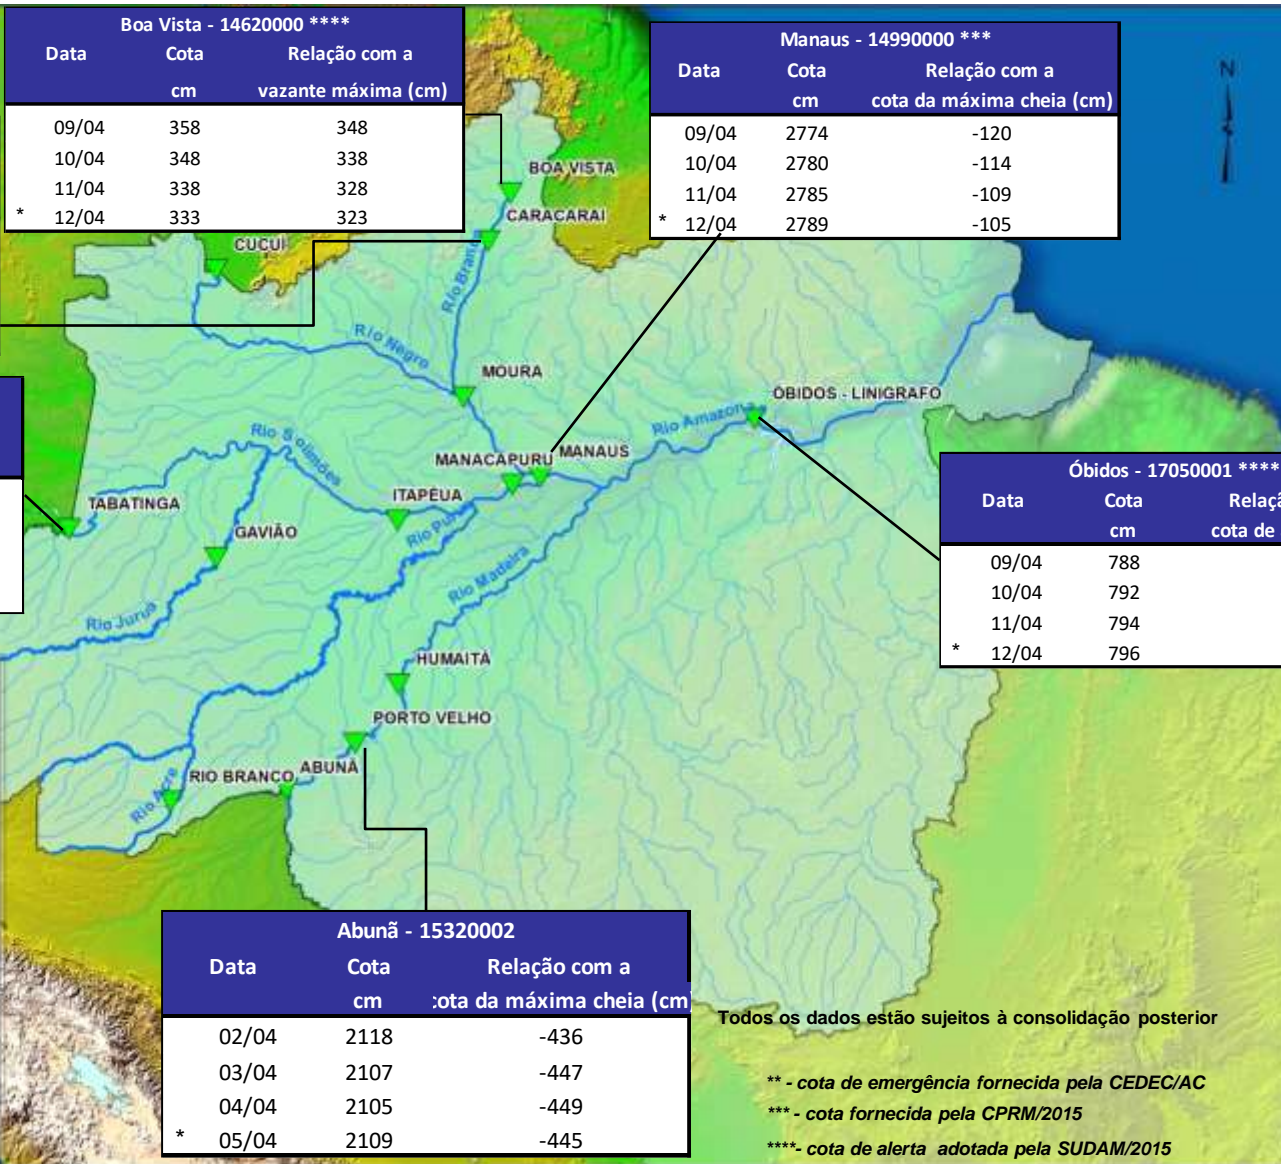 Boa Vista - 14620000 ****
Data Cota Relação com a
cm vazante máxima (cm)
09/04 358 348
10/04 348 338
11/04 338 328
* 12/04 333 323
Manaus - 14990000 ***
Data Cota Relação com a
cm cota da máxima cheia (cm)
09/04 2774 -120
10/04 2780 -114
11/04 2785 -109
* 12/04 2789 -105
N
BOA VISTA
CARACARAI
CUCUÍ
Rio Branco
Rio Negro
MOURA
ÓBIDOS - LINIGRAFO
Rio Amazonas
Rio Solimões
MANACAPURU
MANAUS
ITAPÉUA
TABATINGA
GAVIÃO
Rio Purus
Rio Madeira
Rio Juruá
Óbidos - 17050001 ****
Data Cota Relaç
cm cota de
09/04 788
10/04 792
11/04 794
* 12/04 796
HUMAITÁ
PORTO VELHO
ABUNÃ
RIO BRANCO
Rio Acre
Abunã - 15320002
Data Cota Relação com a
cm cota da máxima cheia (cm)
02/04 2118 -436
03/04 2107 -447
04/04 2105 -449
* 05/04 2109 -445
Todos os dados estão sujeitos à consolidação posterior
** - cota de emergência fornecida pela CEDEC/AC
*** - cota fornecida pela CPRM/2015
****- cota de alerta adotada pela SUDAM/2015